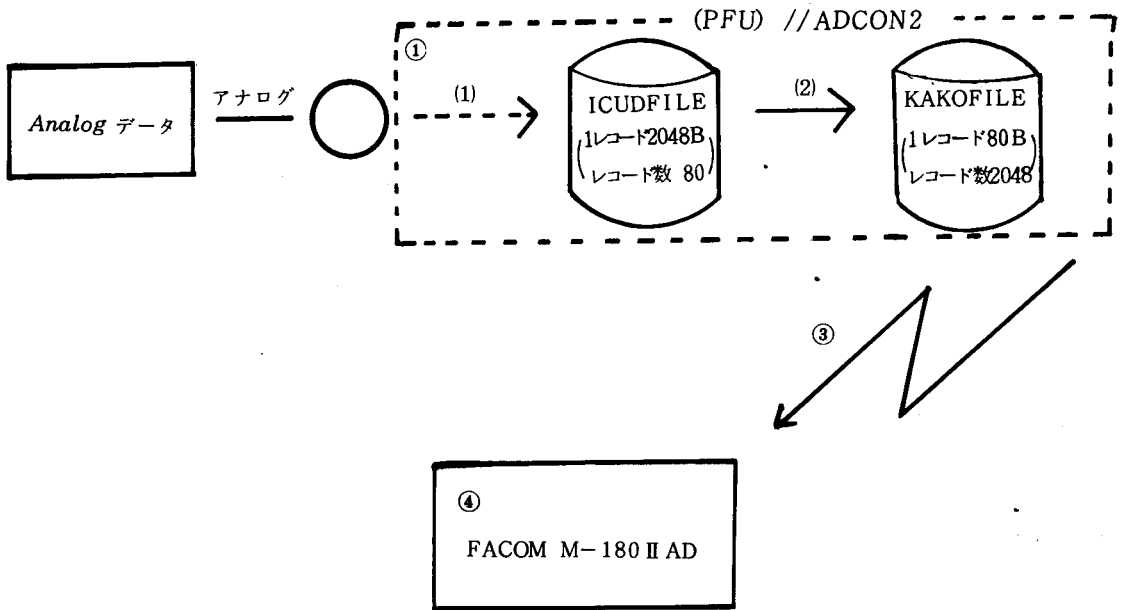 (PFU) //ADCON2
①
Analog データ
アナログ
(1)
ICUDFILE
(1レコード2048B
レコード数 80)
(2)
KAKOFILE
(1レコード80B
レコード数2048)
③
④
FACOM M-180 II AD